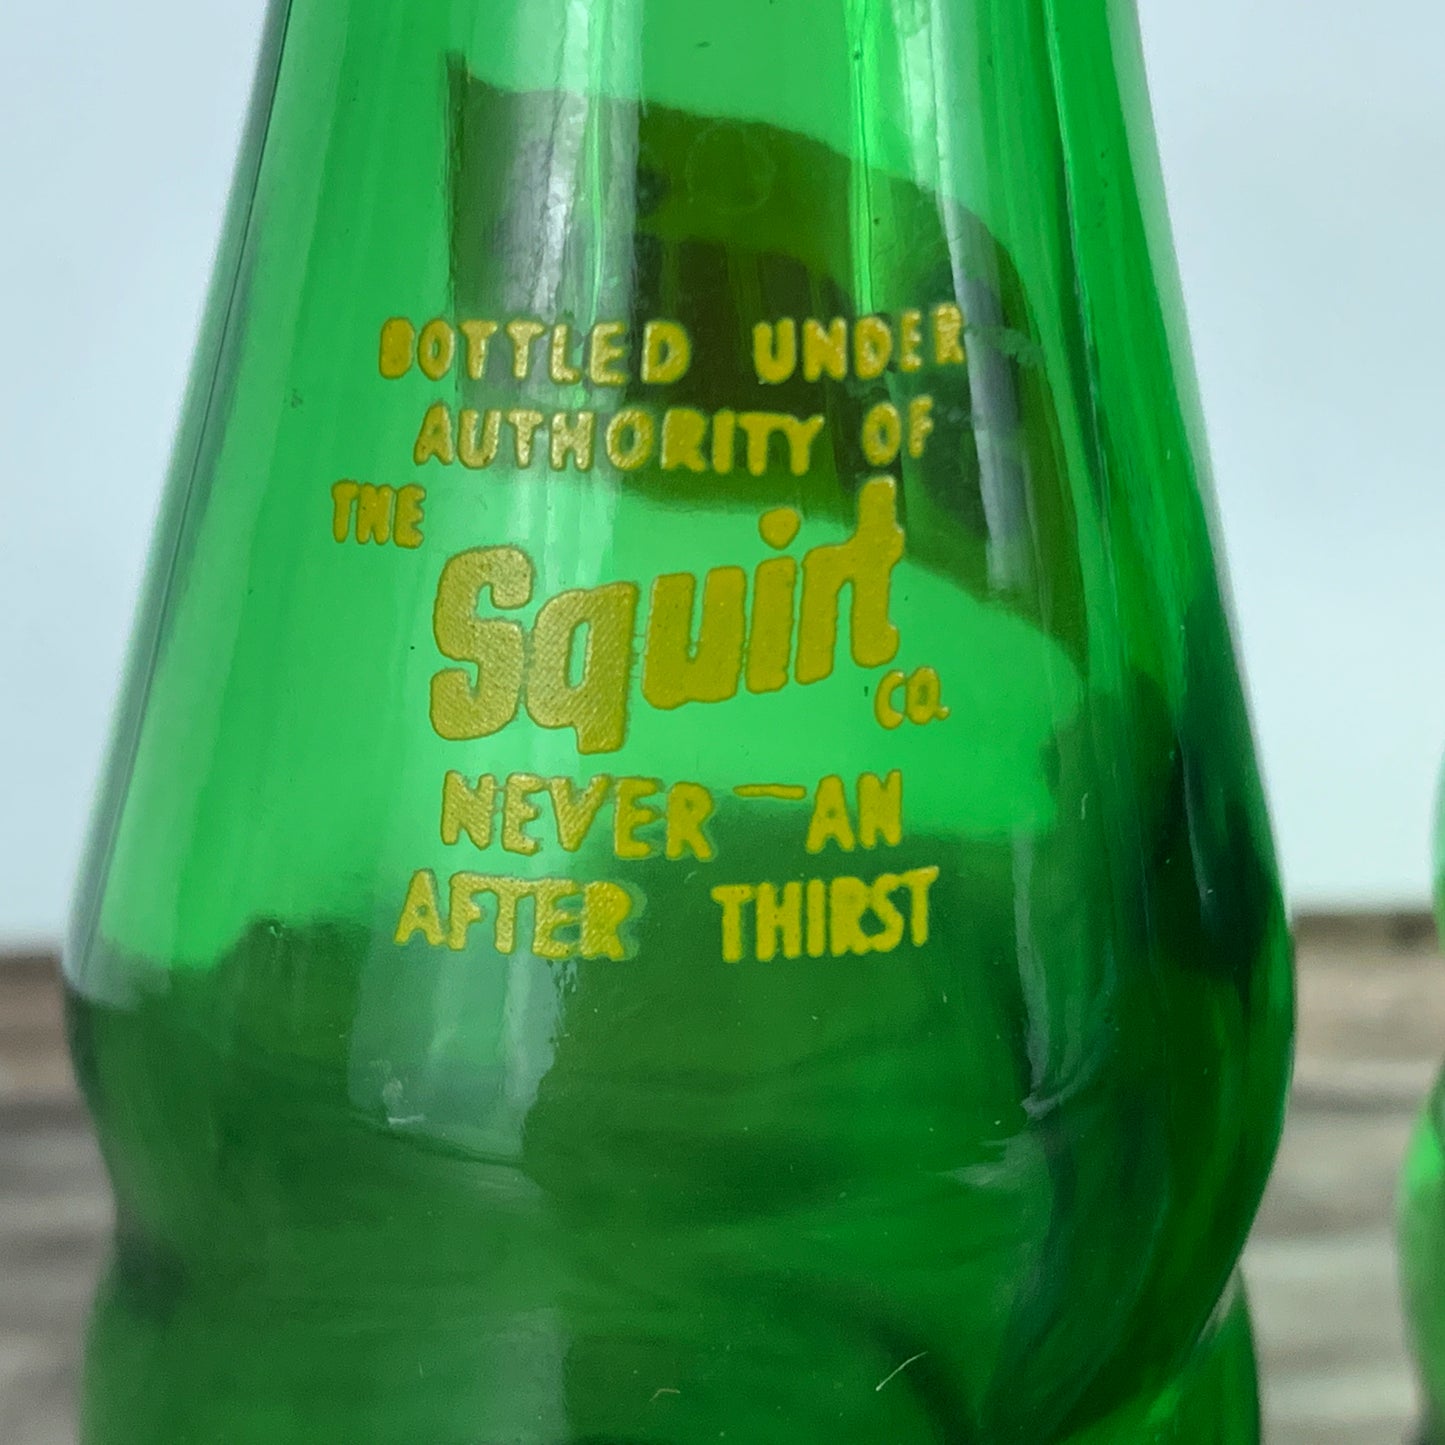 BOTTLED UNDER
AUTHORITY OF
THE
Squirt
CO.
NEVER — AN
AFTER THIRST